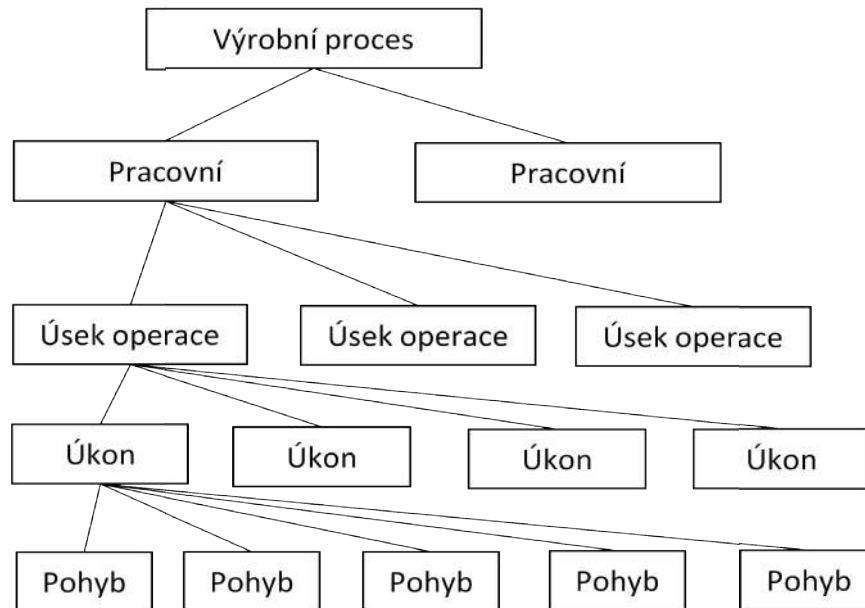 Výrobní proces
Pracovní
Pracovní
Úsek operace
Úsek operace
Úsek operace
Úkon
Úkon
Úkon
Úkon
Pohyb
Pohyb
Pohyb
Pohyb
Pohyb